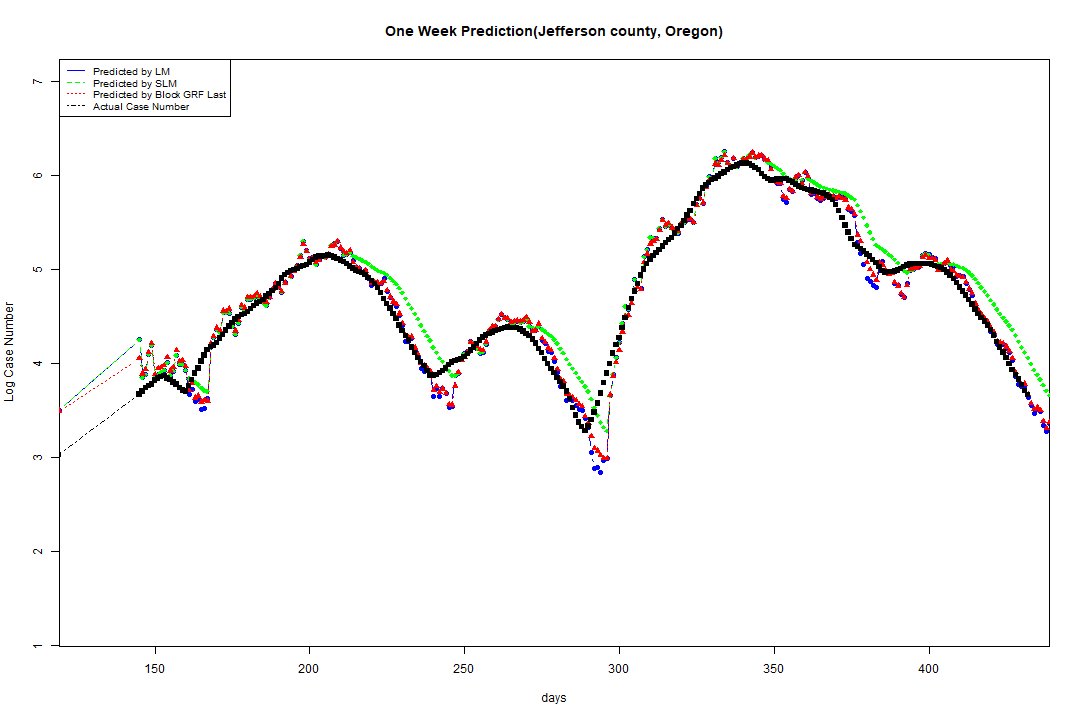 One Week Prediction(Jefferson county, Oregon)
Predicted by LM
Predicted by SLM
Predicted by Block GRF Last
Actual Case Number
Log Case Number
7
6
5
4
3
2
1
150 200 250 300 350 400
days